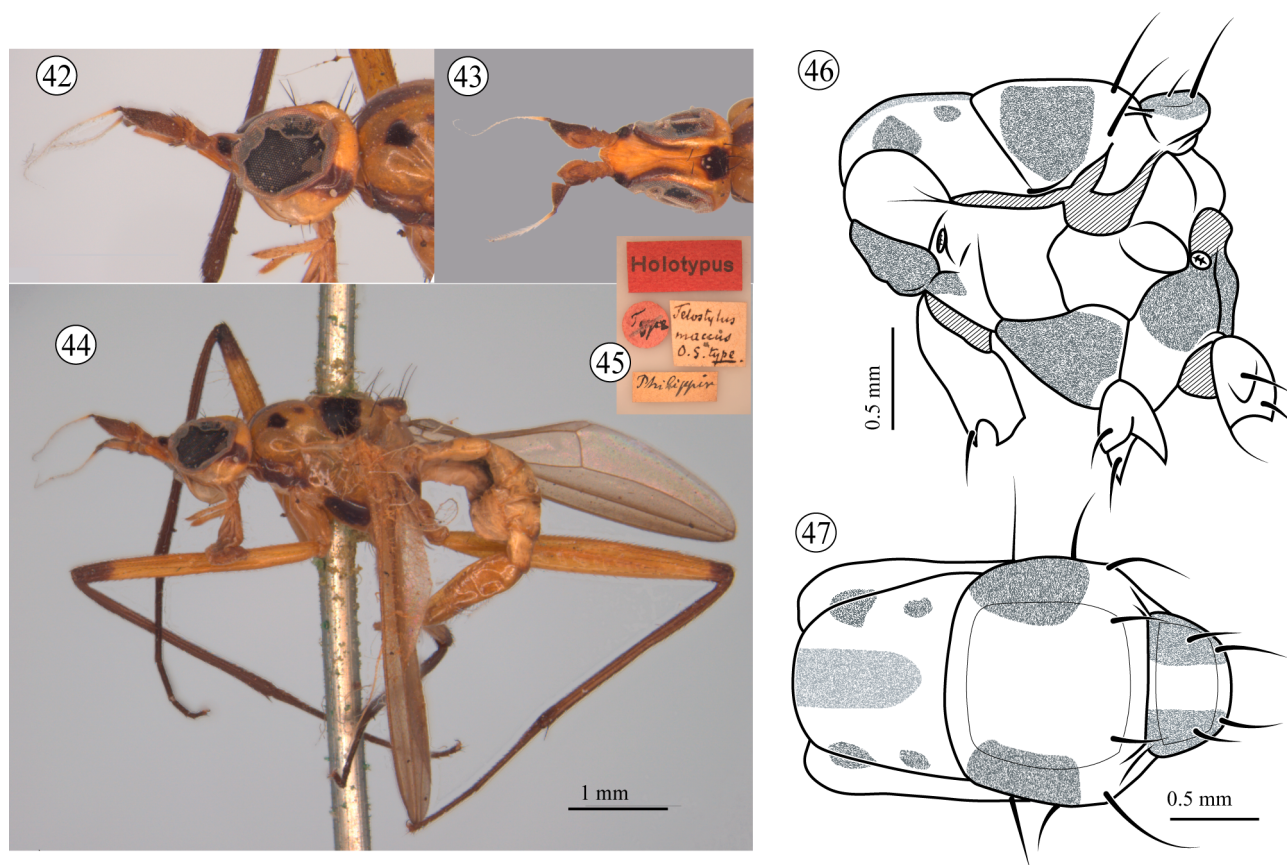 42
43
44
45
46
47
Holotypus
Type
Telostylus
maccus
O.S. type.
Philippin
1 mm
0.5 mm
0.5 mm